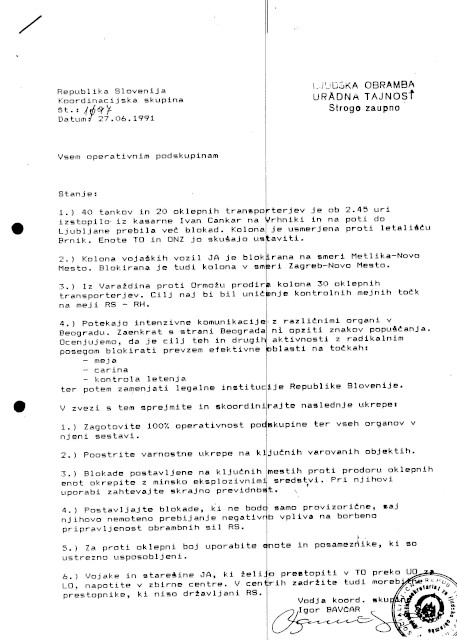 LJUDSKA OBRAMBA
URADNA TAJNOST
Strogo zaupno
Republika Slovenija
Koordinacijska skupina
St.:
Datum: 27.06.1991
Vsem operativnim podskupinam
Stanje:
1.) 40 tankov in 20 oklepnih transporterjev je ob 2.45 uri
izstopilo iz kasarne Ivan Cankar na Vrhniki in na poti do
Ljubljane prebila več blokad. Kolona je usmerjena proti letališču
Brnik. Enote TO in ONZ jo skušajo ustaviti.
2.) Kolona vojaških vozil JA je blokirana na smeri Metlika-Novo
Mesto. Blokirana je tudi kolona v smeri Zagreb-Novo Mesto.
3.) Iz Varaždina proti Ormožu prodira kolona 30 oklepnih
transporterjev. Cilj naj bi bil uničenje kontrolnih mejnih točk
na meji RS - RH.
4.) Potekajo intenzivne komunikacije z različnimi organi v
Beogradu. Zaenkrat s strani Beograda ni opziti znakov popuščanja.
Ocenjujemo, da je cilj teh in drugih aktivnosti z radikalnim
posegom blokirati prevzem efektivne oblasti na točkah:
- meja
- carina
- kontrola letenja
ter potem zamenjati legalne institucije Republike Slovenije.
V zvezi s tem sprejmite in skoordinirajte naslednje ukrepe:
1.) Zagotovite 100% operativnost podskupine ter vseh organov v
njeni sestavi.
2.) Poostrite varnostne ukrepe na ključnih varovanih objektih.
3.) Blokade postavljene na ključnih mestih proti prodoru oklepnih
enot okrepite z minsko eksplozivnimi sredstvi. Pri njihovi
uporabi zahtevajte skrajno previdnost.
4.) Postavljajte blokade, ki ne bodo samo provizorične, saj
njihovo nemoteno prebijanje negativno vpliva na borbeno
pripravljenost obrambnih sil RS.
5.) Za proti oklepni boj uporabite enote in posameznike, ki so
ustrezno usposobljeni.
6.) Vojake in starešine JA, ki želijo prestopiti v TO preko UO za
LO, napotite v zbirne centre. V centrih zadržite tudi morebitne
prestopnike, ki niso državljani RS.
Vodja koord. skupine
Igor BAVČAR